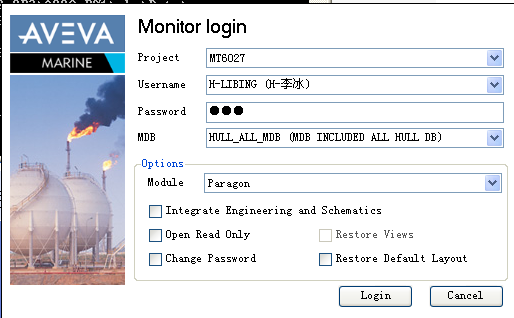 AVEVA
MARINE
Monitor login
Project MT6027
Username H-LIBING (H-李冰)
Password ●●●
MDB HULL_ALL_MDB (MDB INCLUDED ALL HULL DB)
Options
Module Paragon
Integrate Engineering and Schematics
Open Read Only Restore Views
Change Password Restore Default Layout
Login Cancel